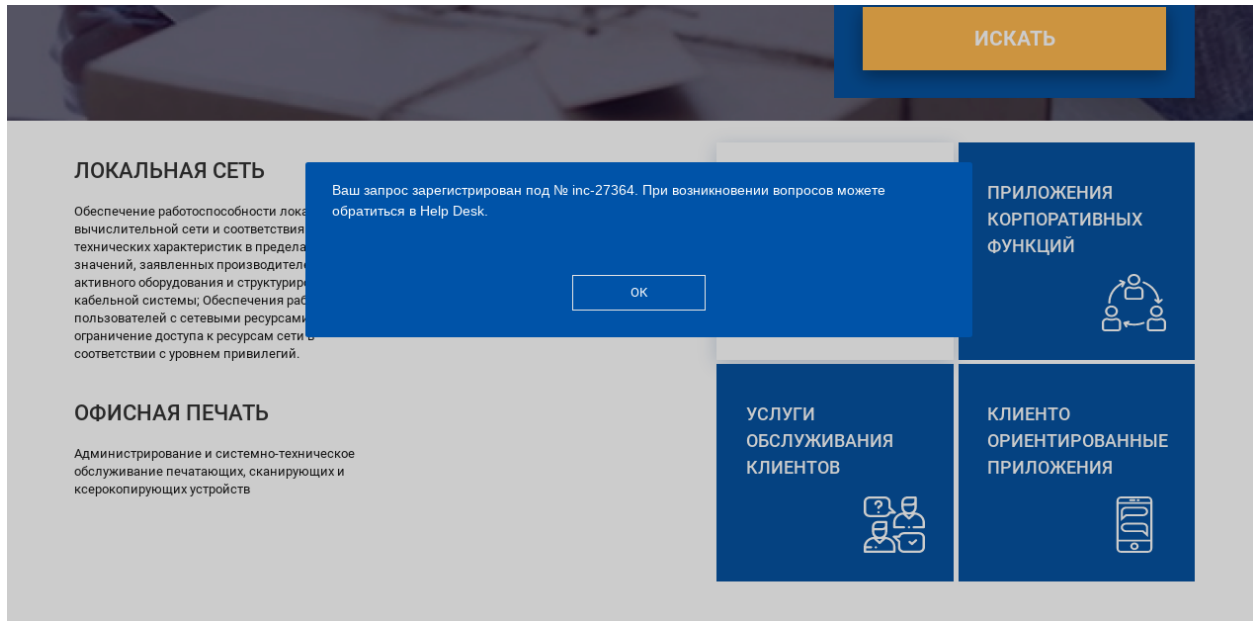 ИСКАТЬ
ЛОКАЛЬНАЯ СЕТЬ
Обеспечение работоспособности лока
вычислительной сети и соответствия
технических характеристик в предела
значений, заявленных производител
активного оборудования и структурир
кабельной системы; Обеспечения раб
пользователей с сетевыми ресурсами
ограничение доступа к ресурсам сети в
соответствии с уровнем привилегий.
Ваш запрос зарегистрирован под № inc-27364. При возникновении вопросов можете
обратиться в Help Desk.
ОК
ПРИЛОЖЕНИЯ
КОРПОРАТИВНЫХ
ФУНКЦИЙ
ОФИСНАЯ ПЕЧАТЬ
Администрирование и системно-техническое
обслуживание печатающих, сканирующих и
ксерокопирующих устройств
УСЛУГИ
ОБСЛУЖИВАНИЯ
КЛИЕНТОВ
КЛИЕНТО
ОРИЕНТИРОВАННЫЕ
ПРИЛОЖЕНИЯ